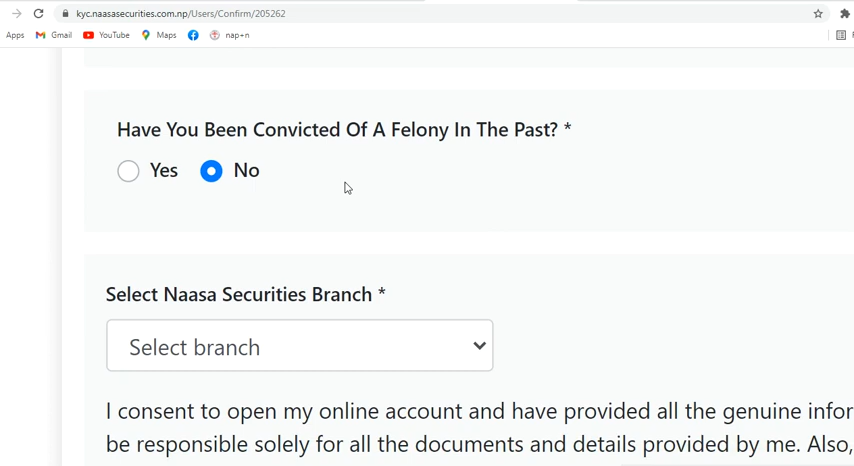 kyc.naasasecurities.com.np/Users/Confirm/205262
Apps Gmail YouTube Maps nap+n
Have You Been Convicted Of A Felony In The Past? *
Yes No
Select Naasa Securities Branch *
Select branch
I consent to open my online account and have provided all the genuine infor
be responsible solely for all the documents and details provided by me. Also,